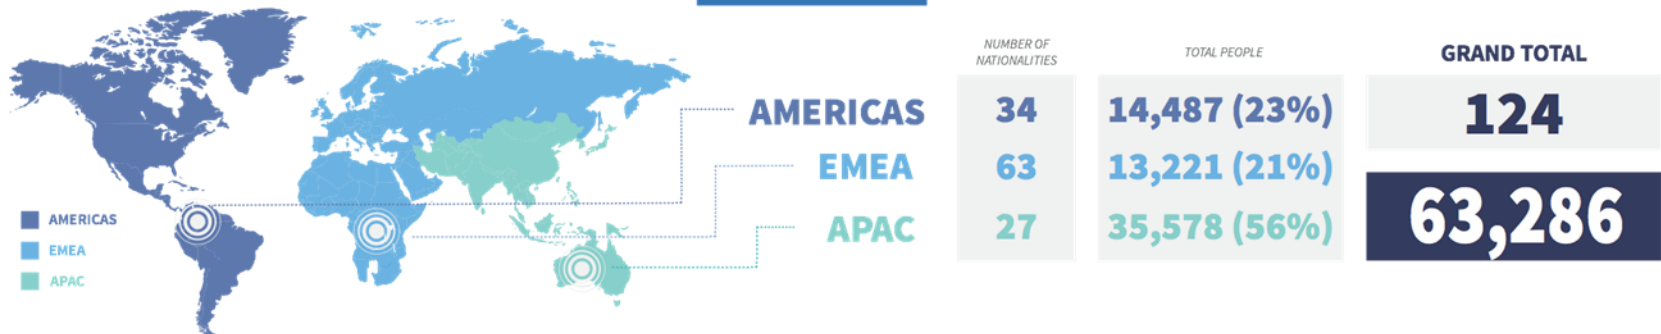 NUMBER OF
NATIONALITIES
TOTAL PEOPLE
GRAND TOTAL
AMERICAS 34 14,487 (23%)
124
EMEA 63 13,221 (21%)
APAC 27 35,578 (56%)
63,286
AMERICAS
EMEA
APAC